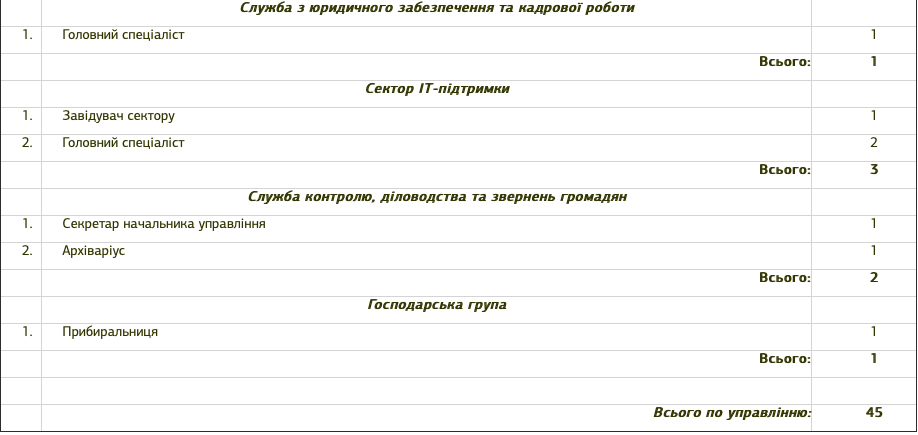 Служба з юридичного забезпечення та кадрової роботи
1. Головний спеціаліст 1
Всього: 1
Сектор ІТ-підтримки
1. Завідувач сектору 1
2. Головний спеціаліст 2
Всього: 3
Служба контролю, діловодства та звернень громадян
1. Секретар начальника управління 1
2. Архіваріус 1
Всього: 2
Господарська група
1. Прибиральниця 1
Всього: 1
Всього по управлінню: 45